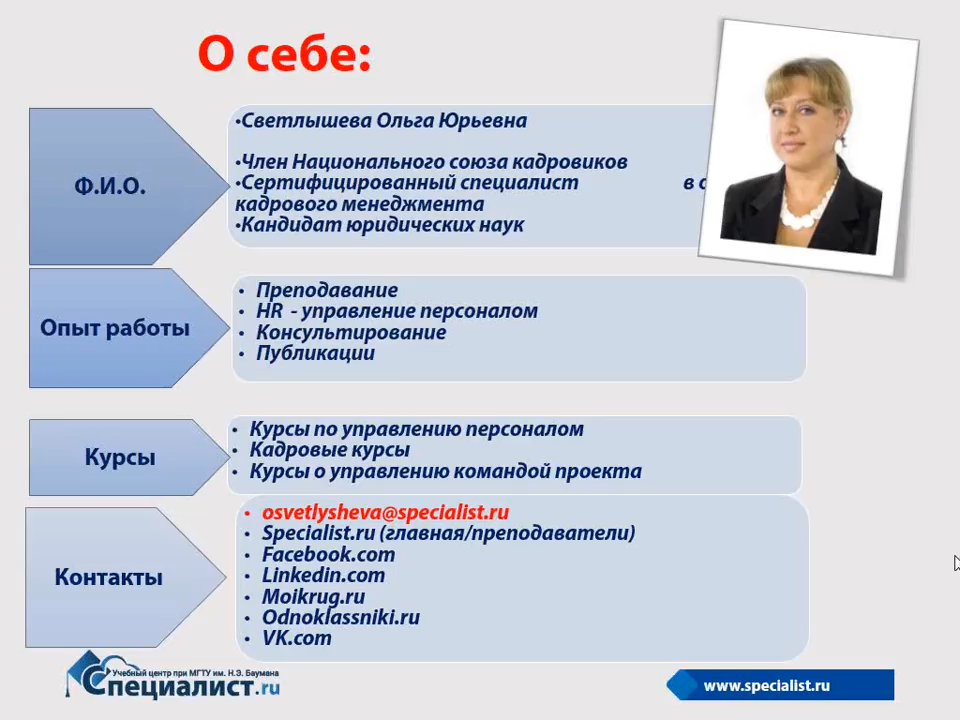 О себе:
Ф.И.О.
•Светлышева Ольга Юрьевна
•Член Национального союза кадровиков
•Сертифицированный специалист в
кадрового менеджмента
•Кандидат юридических наук
Опыт работы
• Преподавание
• HR - управление персоналом
• Консультирование
• Публикации
Курсы
• Курсы по управлению персоналом
• Кадровые курсы
• Курсы о управлению командой проекта
Контакты
• osvetlysheva@specialist.ru
• Specialist.ru (главная/преподаватели)
• Facebook.com
• Linkedin.com
• Moikrug.ru
• Odnoklassniki.ru
• VK.com
Учебный центр при МГТУ им. Н.Э. Баумана
Специалист.ru
www.specialist.ru